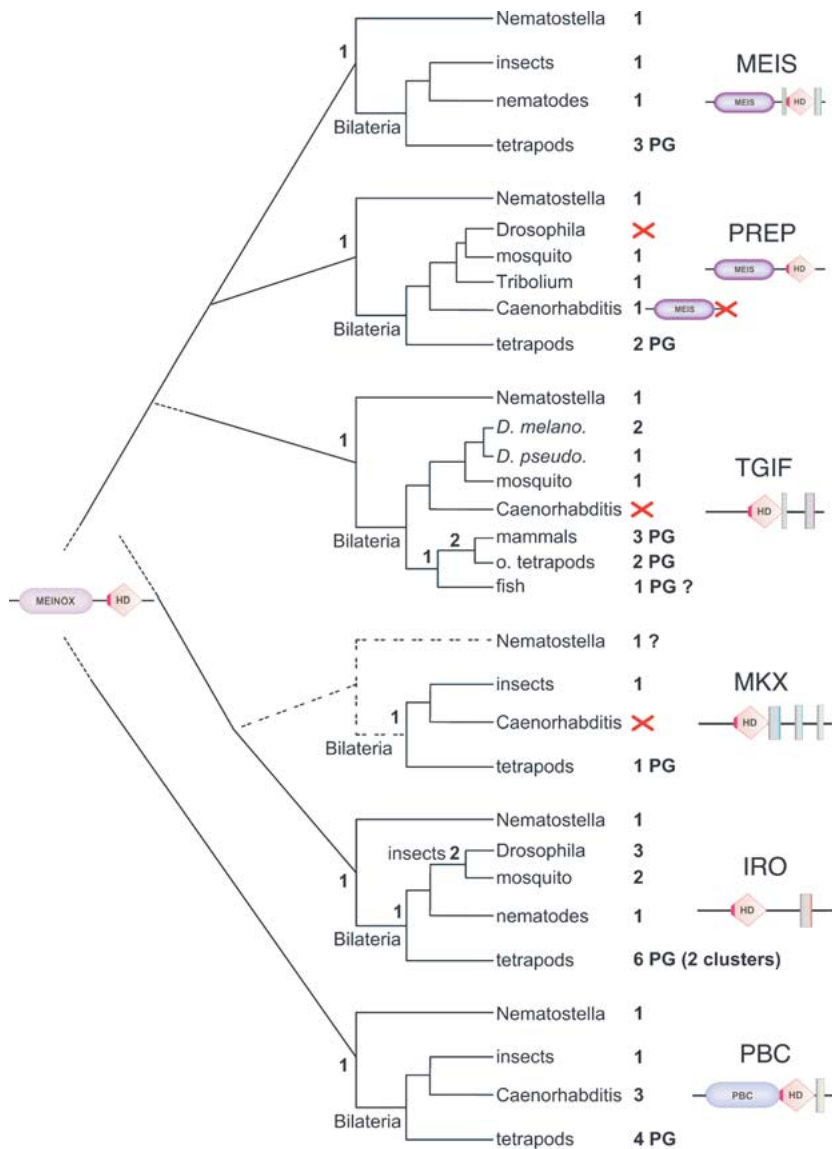 Nematostella 1
1
insects 1
MEIS
MEIS HD
nematodes 1
Bilateria
tetrapods 3 PG
Nematostella 1
Drosophila
PREP
1
mosquito 1
MEIS HD
Tribolium 1
Caenorhabditis 1 MEIS
Bilateria
tetrapods 2 PG
Nematostella 1
D. melano. 2
1
D. pseudo. 1
TGIF
mosquito 1
HD
Caenorhabditis
Bilateria
2 mammals 3 PG
1
o. tetrapods 2 PG
fish 1 PG ?
MEINOX HD
Nematostella 1 ?
insects 1
MKX
1
Caenorhabditis
HD
Bilateria
tetrapods 1 PG
Nematostella 1
insects 2 Drosophila 3
IRO
mosquito 2
1
HD
1
nematodes 1
Bilateria
tetrapods 6 PG (2 clusters)
Nematostella 1
1
insects 1
PBC
Caenorhabditis 3
PBC HD
Bilateria
tetrapods 4 PG